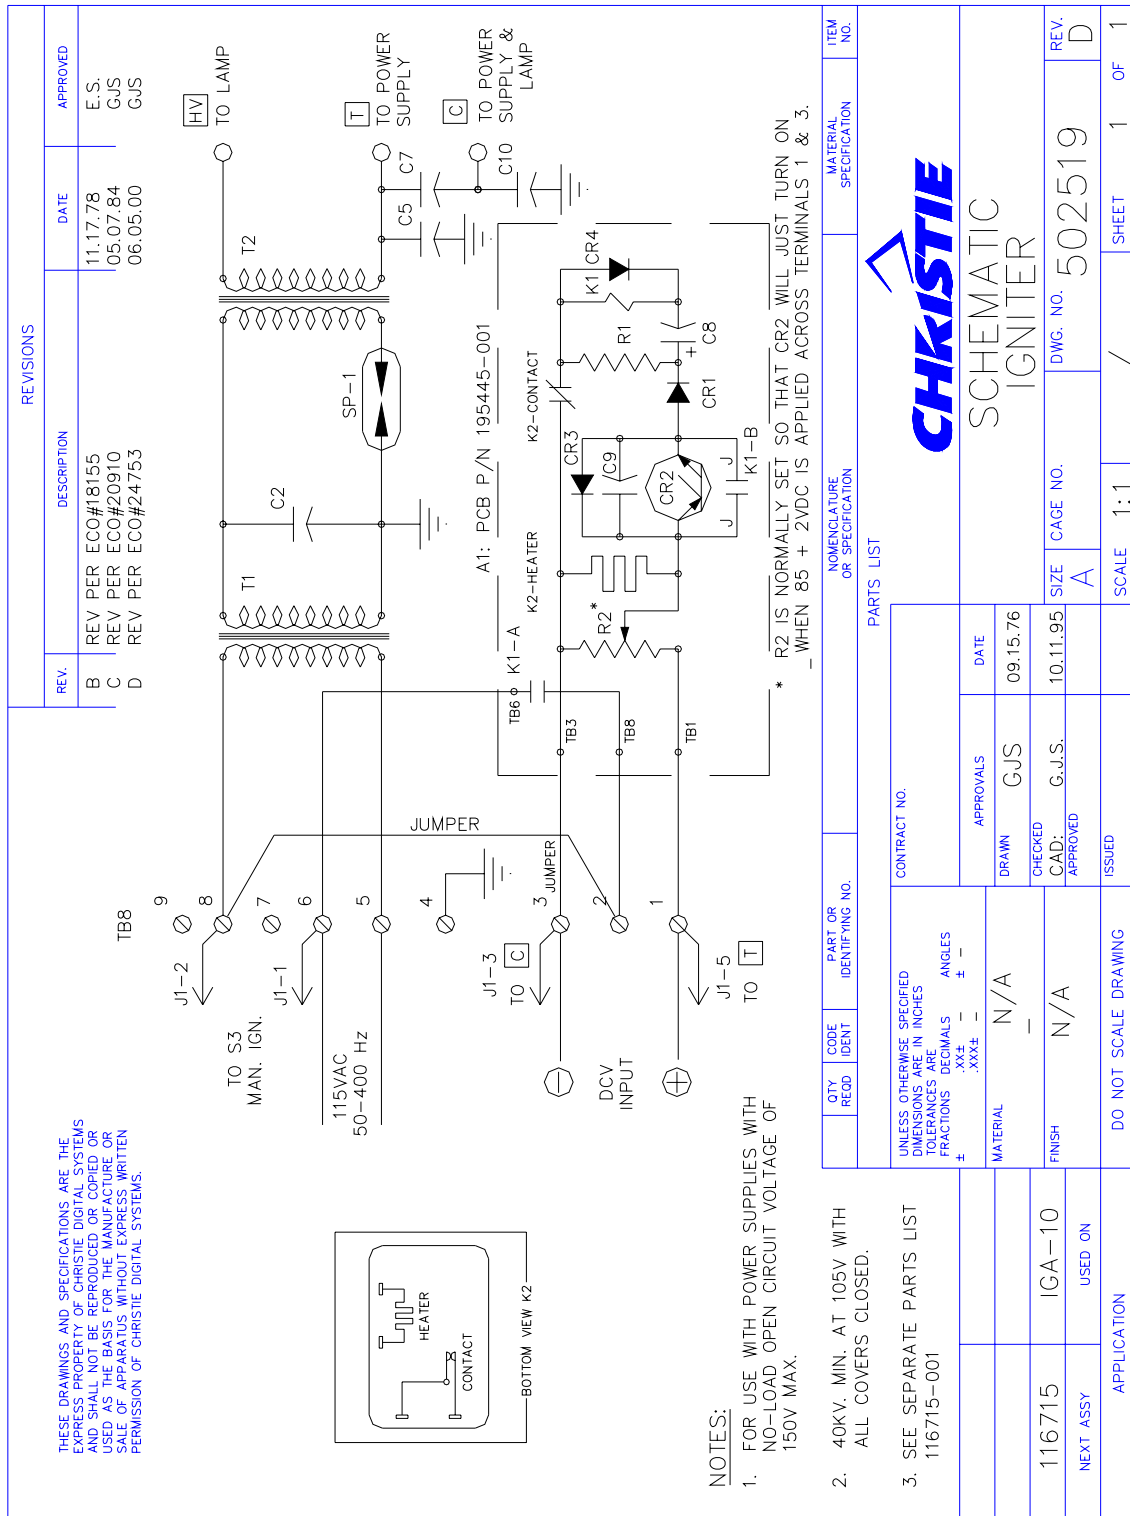 THESE DRAWINGS AND SPECIFICATIONS ARE THE
EXPRESS PROPERTY OF CHRISTIE DIGITAL SYSTEMS
AND SHALL NOT BE REPRODUCED OR COPIED OR
USED AS THE BASIS FOR THE MANUFACTURE OR
SALE OF APPARATUS WITHOUT EXPRESS WRITTEN
PERMISSION OF CHRISTIE DIGITAL SYSTEMS.
REVISIONS
REV. DESCRIPTION DATE APPROVED
B REV PER ECO#18155 11.17.78 E.S.
C REV PER ECO#20910 05.07.84 GJS
D REV PER ECO#24753 06.05.00 GJS
TB8
9
8
7
6
5
4
3
2
1
J1-2
TO S3
MAN. IGN.
J1-1
115VAC
50-400 Hz
J1-3
TO C
DCV
INPUT
J1-5
TO T
JUMPER
JUMPER
T1
C2
SP-1
T2
HV
TO LAMP
T
TO POWER
SUPPLY
C
TO POWER
SUPPLY &
LAMP
C5
C7
C10
A1: PCB P/N 195445-001
TB6
K1-A
TB3
TB8
TB1
K2-HEATER
R2*
K2-CONTACT
CR3
C9
CR2
J J
K1-B
CR1
R1
K1
CR4
+
C8
* R2 IS NORMALLY SET SO THAT CR2 WILL JUST TURN ON
WHEN 85 + 2VDC IS APPLIED ACROSS TERMINALS 1 & 3.
HEATER
CONTACT
BOTTOM VIEW K2
NOTES:
1. FOR USE WITH POWER SUPPLIES WITH
NO-LOAD OPEN CIRCUIT VOLTAGE OF
150V MAX.
2. 40KV. MIN. AT 105V WITH
ALL COVERS CLOSED.
3. SEE SEPARATE PARTS LIST
116715-001
QTY
REQD
CODE
IDENT
PART OR
IDENTIFYING NO.
NOMENCLATURE
OR SPECIFICATION
MATERIAL
SPECIFICATION
ITEM
NO.
PARTS LIST
UNLESS OTHERWISE SPECIFIED
DIMENSIONS ARE IN INCHES
TOLERANCES ARE
FRACTIONS DECIMALS ANGLES
± .XX± - ± -
.XXX± -
MATERIAL
N/A
-
FINISH
N/A
DO NOT SCALE DRAWING
CONTRACT NO.
APPROVALS DATE
DRAWN GJS 09.15.76
CHECKED
CAD: G.J.S. 10.11.95
APPROVED
ISSUED
CHRISTIE
SCHEMATIC
IGNITER
SIZE
A
CAGE NO.
DWG. NO.
502519
REV.
D
SCALE 1:1
/
SHEET 1 OF 1
116715 IGA-10
NEXT ASSY USED ON
APPLICATION